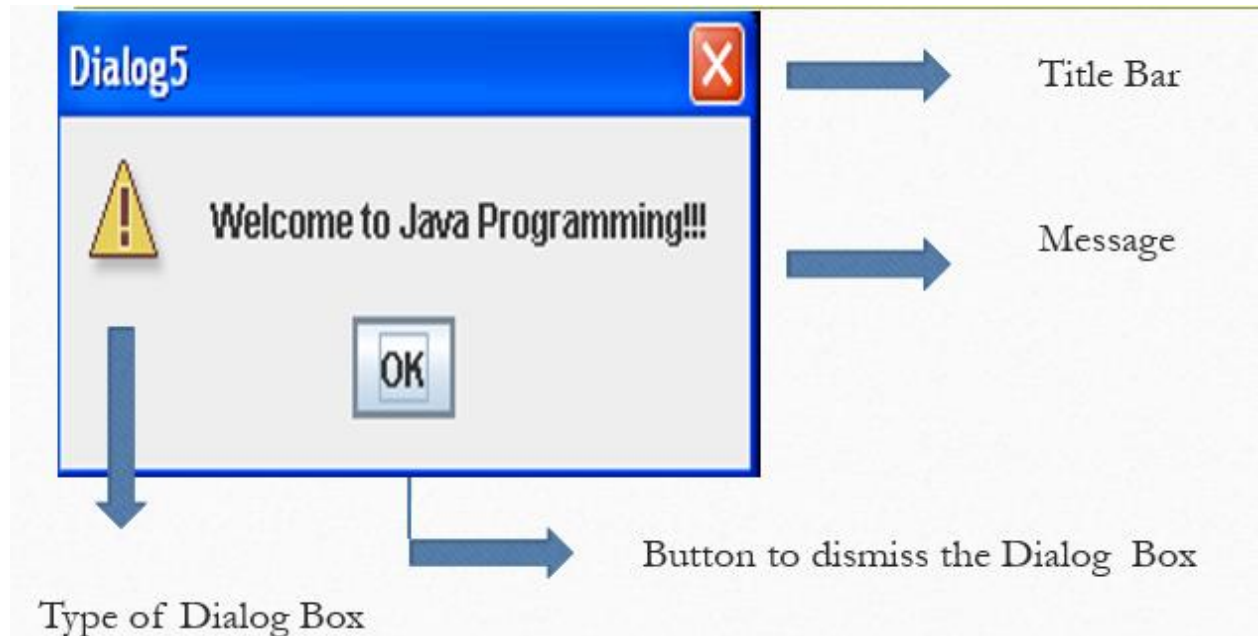 Dialog5
Title Bar
Welcome to Java Programming!!!
Message
OK
Button to dismiss the Dialog Box
Type of Dialog Box